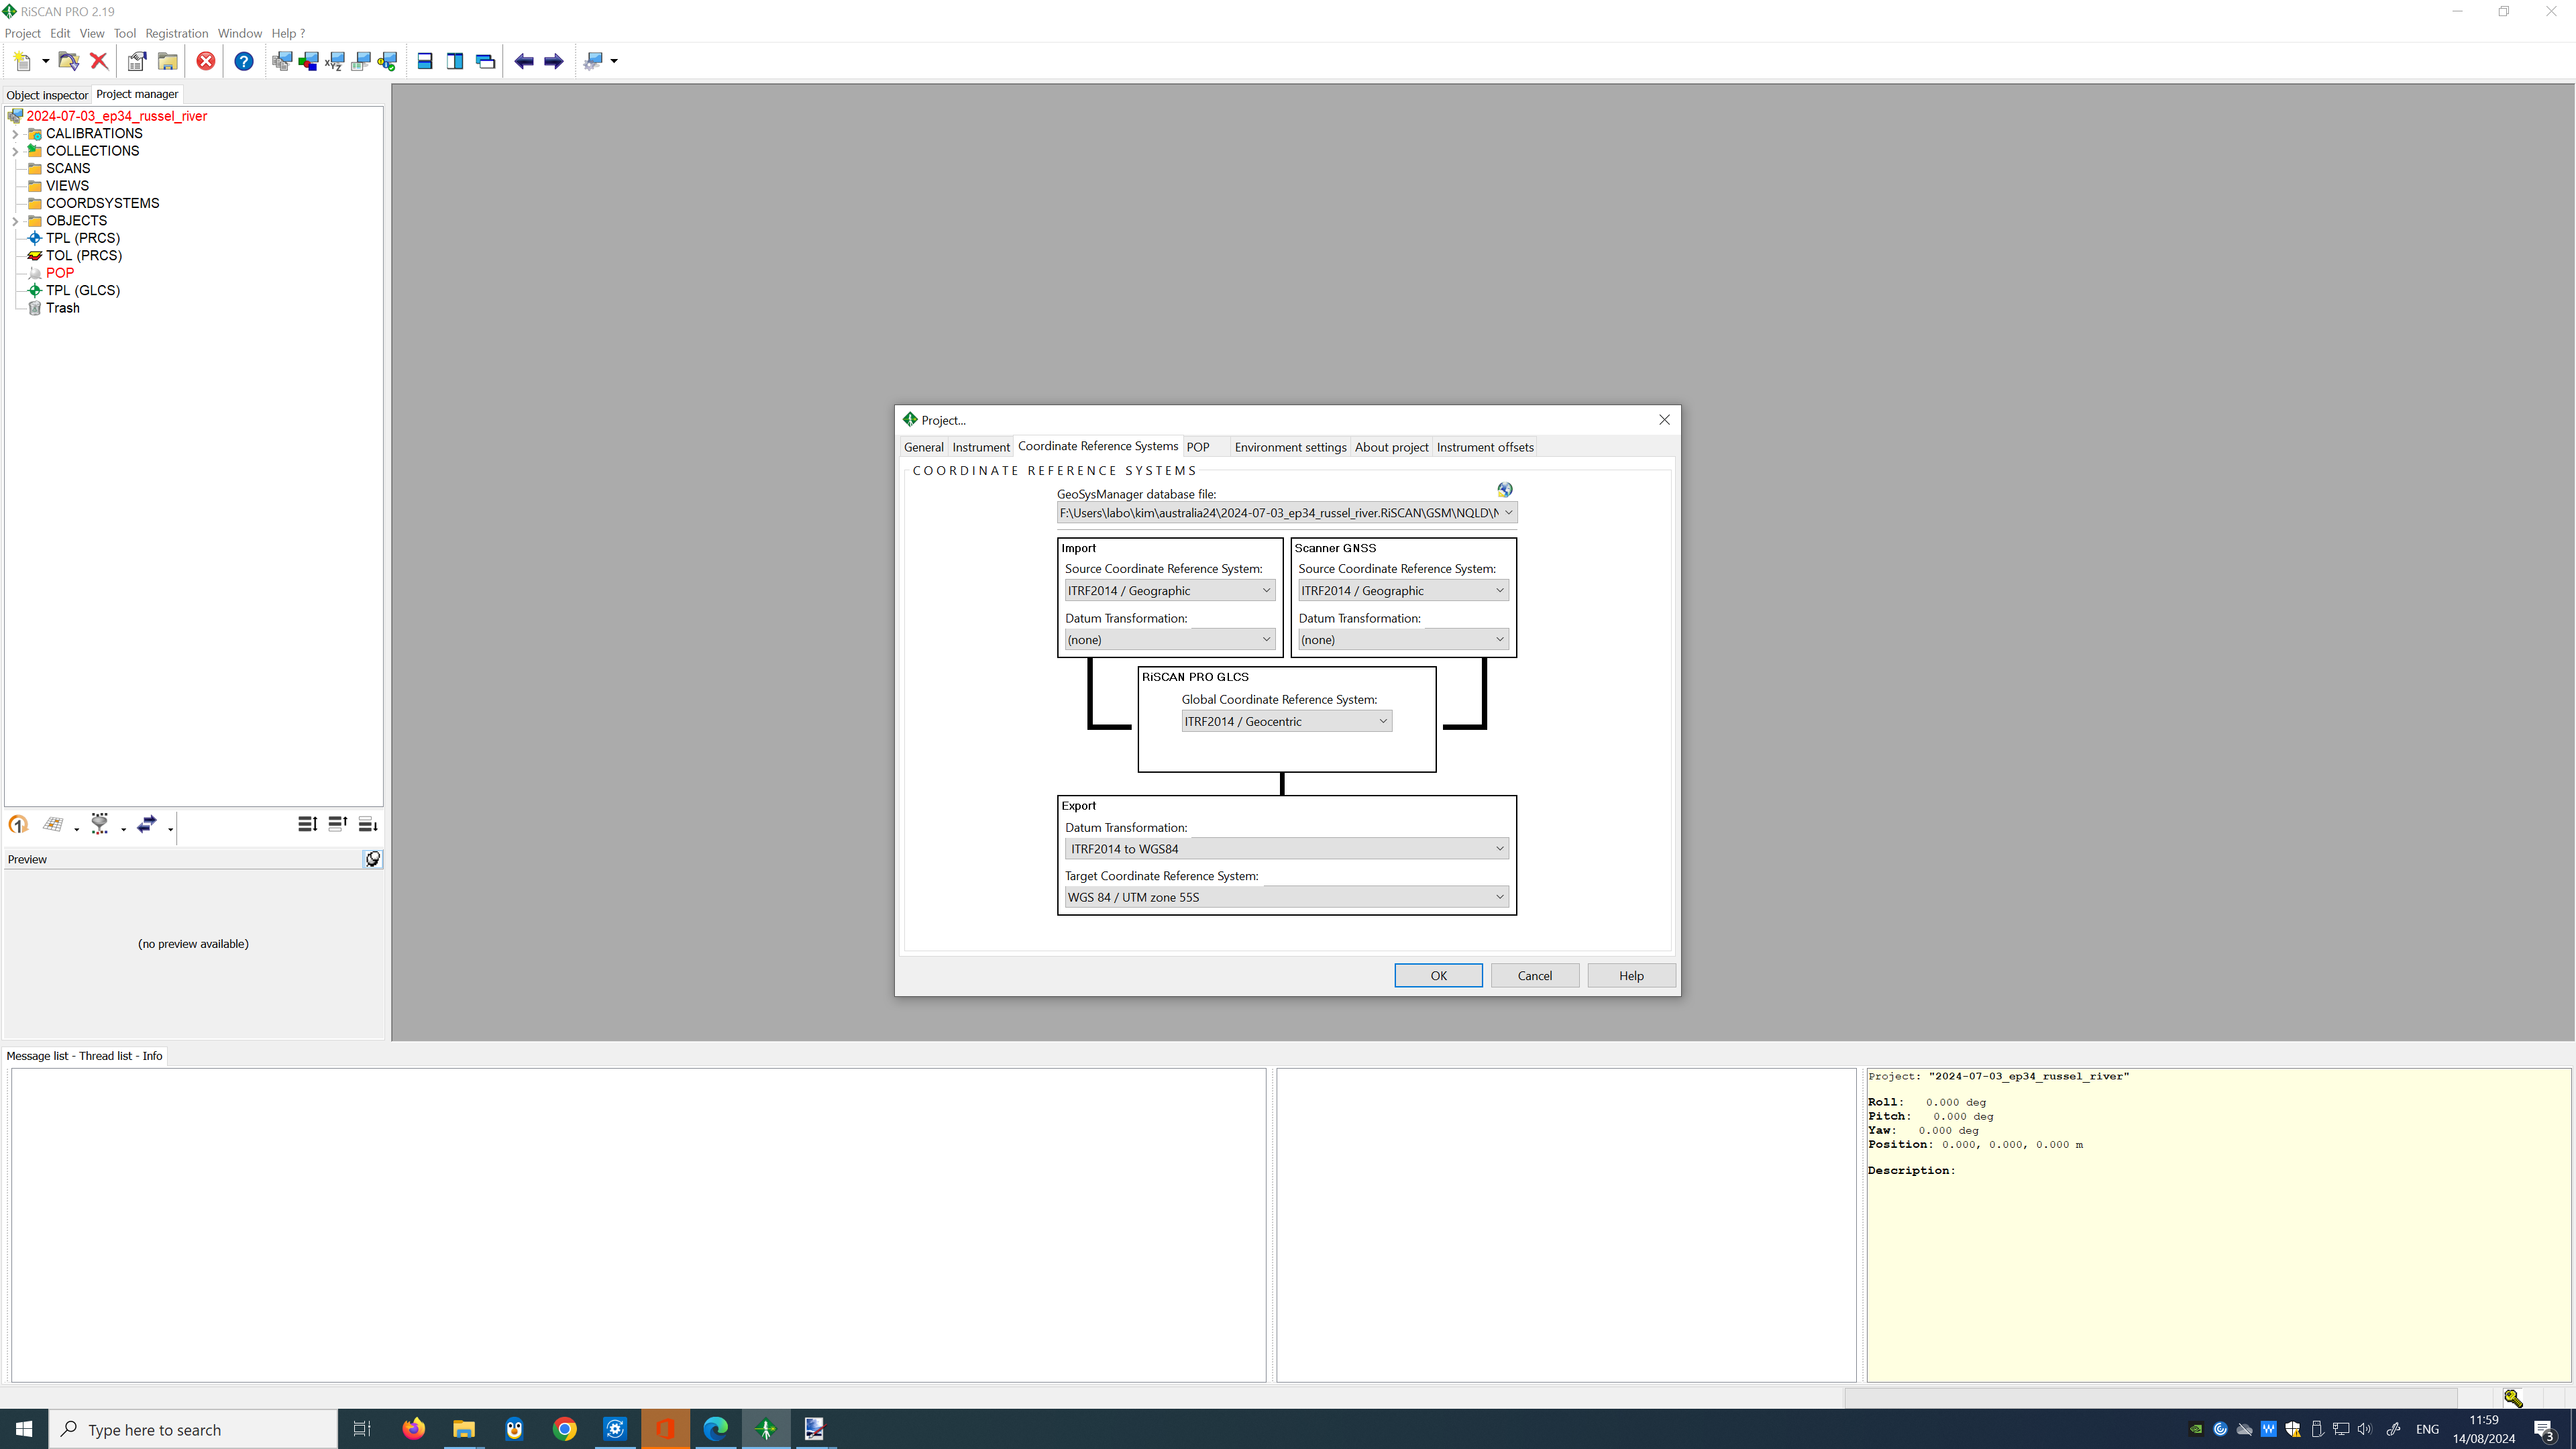 RiSCAN PRO 2.19
Project Edit View Tool Registration Window Help ?
Object inspector Project manager
2024-07-03_ep34_russel_river
CALIBRATIONS
COLLECTIONS
SCANS
VIEWS
COORDSYSTEMS
OBJECTS
TPL (PRCS)
TOL (PRCS)
POP
TPL (GLCS)
Trash
Preview
(no preview available)
Project...
General Instrument Coordinate Reference Systems POP Environment settings About project Instrument offsets
COORDINATE REFERENCE SYSTEMS
GeoSysManager database file:
F:\Users\labo\kim\australia24\2024-07-03_ep34_russel_river.RiSCAN\GSM\NQLD\
Import
Source Coordinate Reference System:
ITRF2014 / Geographic
Datum Transformation:
(none)
Scanner GNSS
Source Coordinate Reference System:
ITRF2014 / Geographic
Datum Transformation:
(none)
RiSCAN PRO GLCS
Global Coordinate Reference System:
ITRF2014 / Geocentric
Export
Datum Transformation:
ITRF2014 to WGS84
Target Coordinate Reference System:
WGS 84 / UTM zone 55S
OK Cancel Help
Message list - Thread list - Info
Project: "2024-07-03_ep34_russel_river"
Roll: 0.000 deg
Pitch: 0.000 deg
Yaw: 0.000 deg
Position: 0.000, 0.000, 0.000 m
Description:
Type here to search
ENG
11:59
14/08/2024
3